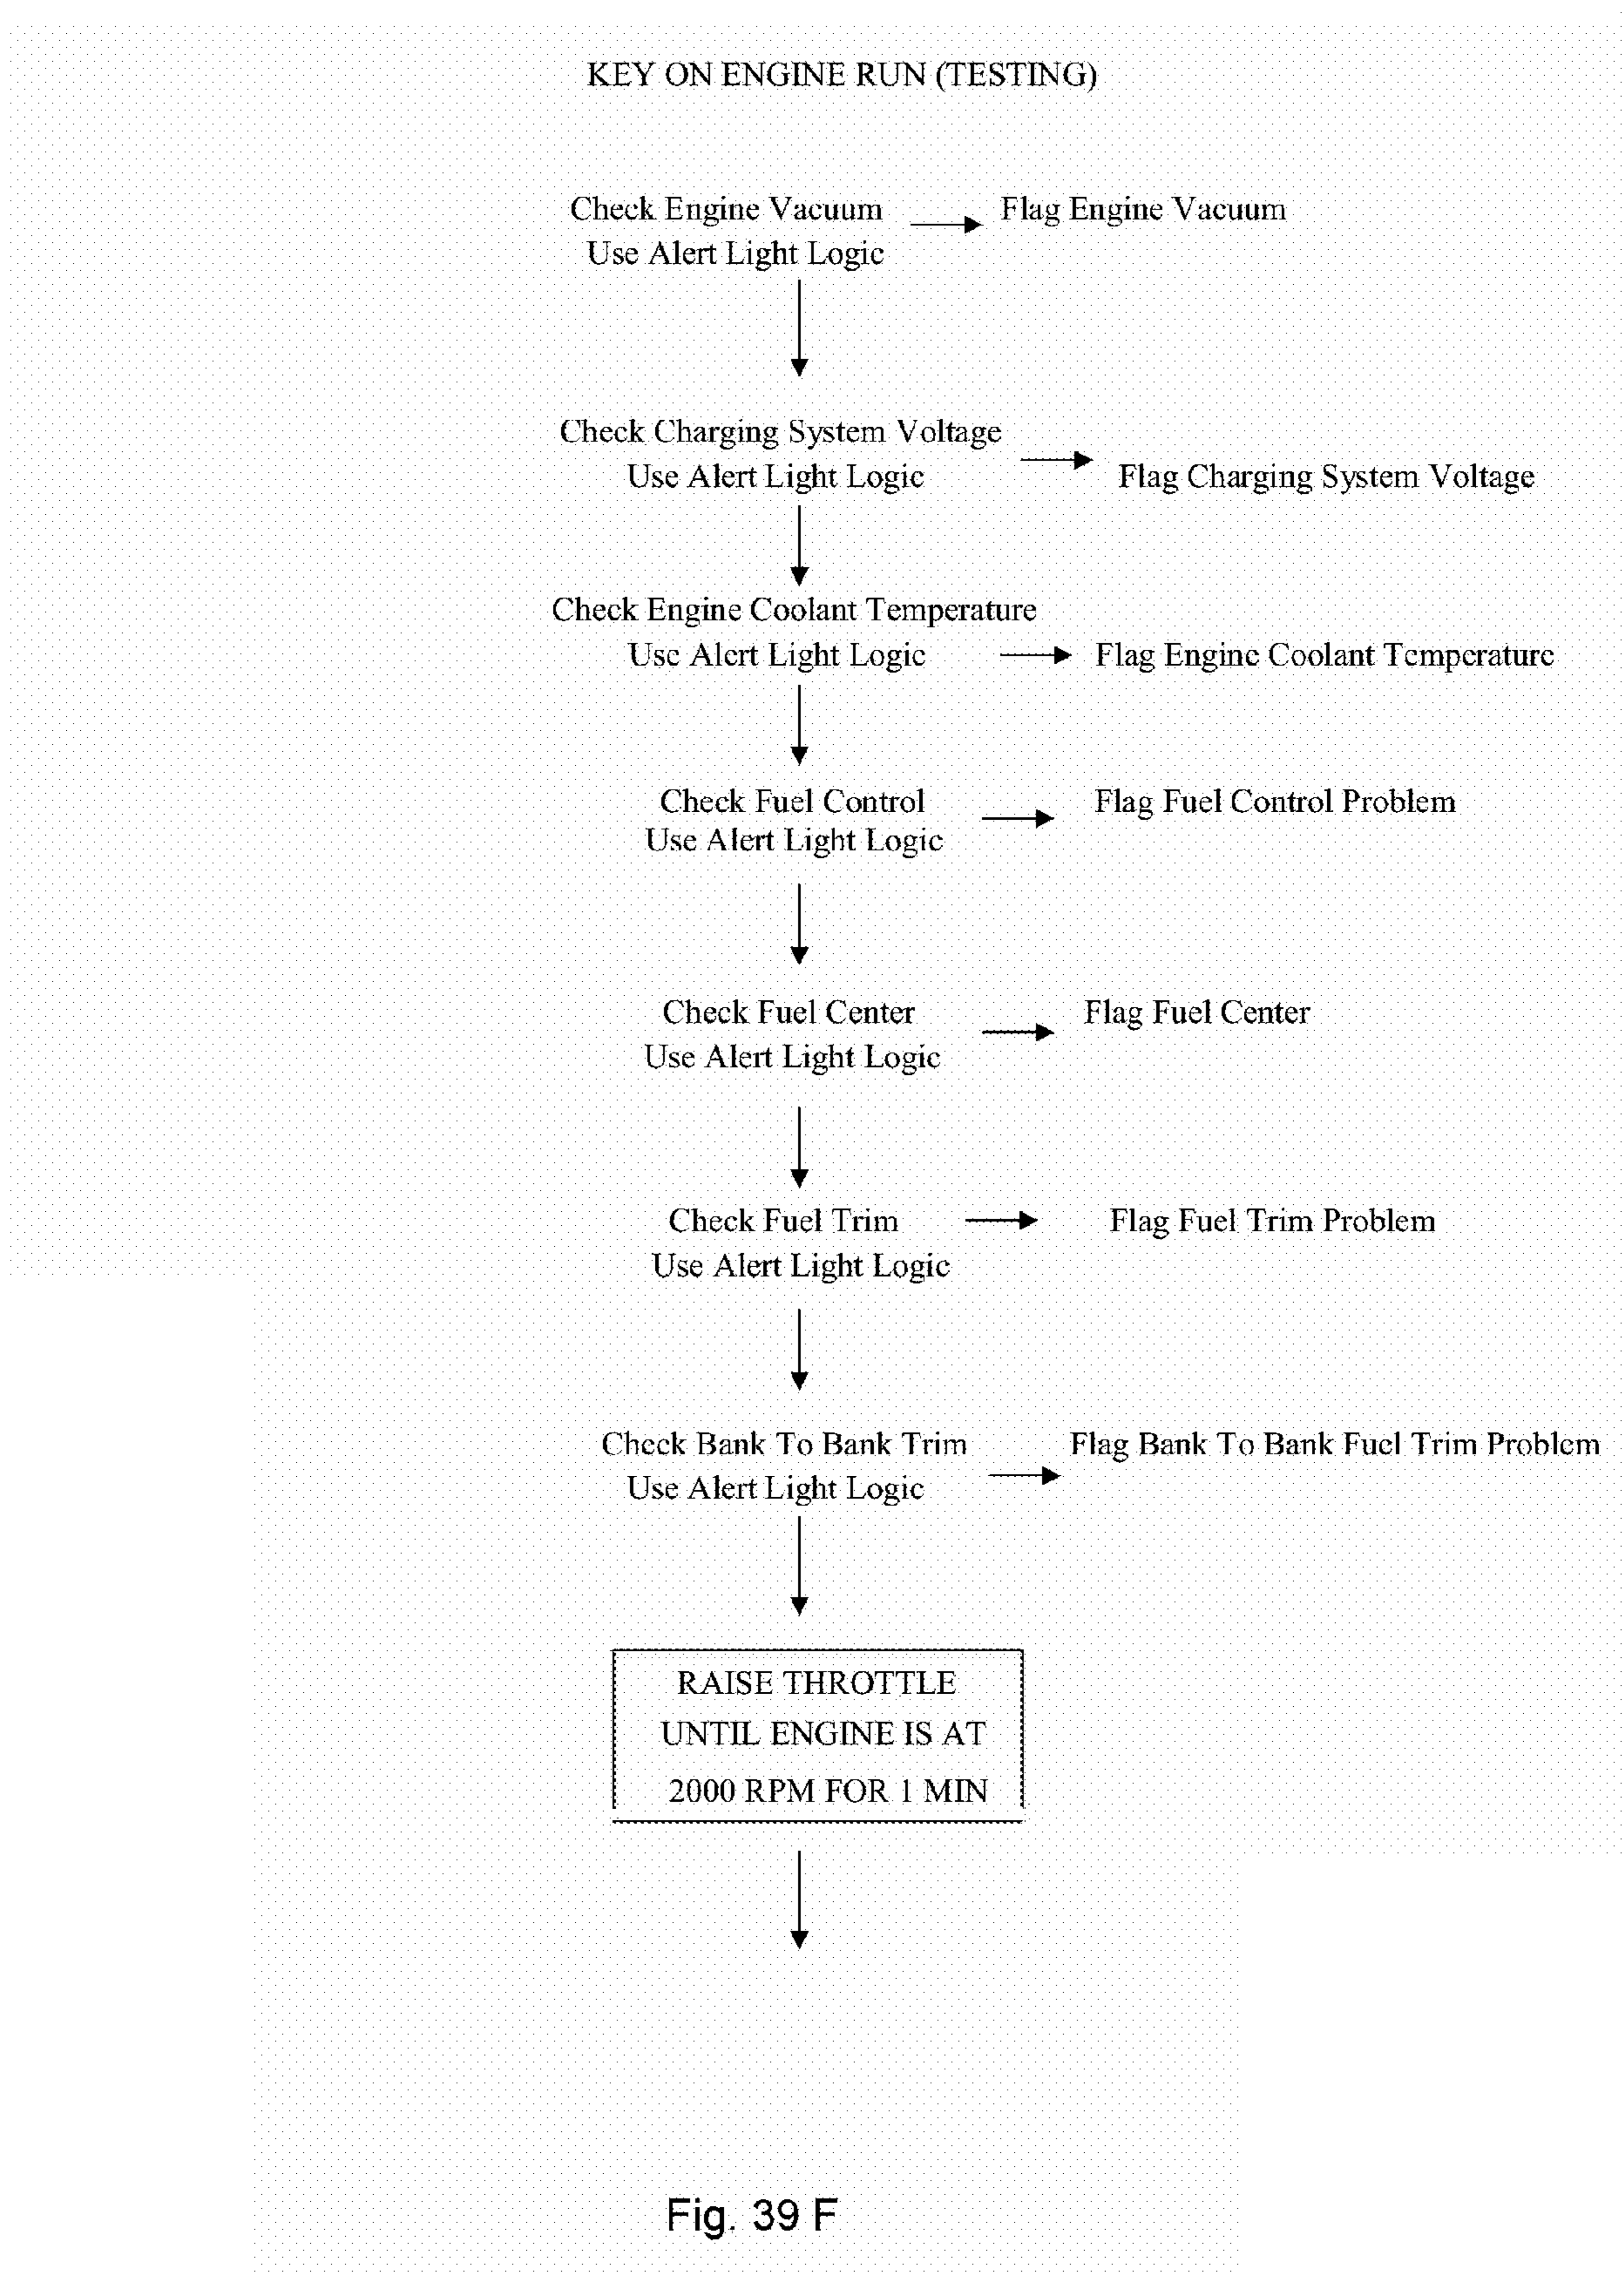 KEY ON ENGINE RUN (TESTING)
Check Engine Vacuum
Use Alert Light Logic
Flag Engine Vacuum
Check Charging System Voltage
Use Alert Light Logic
Flag Charging System Voltage
Check Engine Coolant Temperature
Use Alert Light Logic
Flag Engine Coolant Temperature
Check Fuel Control
Use Alert Light Logic
Flag Fuel Control Problem
Check Fuel Center
Use Alert Light Logic
Flag Fuel Center
Check Fuel Trim
Use Alert Light Logic
Flag Fuel Trim Problem
Check Bank To Bank Trim
Use Alert Light Logic
Flag Bank To Bank Fuel Trim Problem
RAISE THROTTLE
UNTIL ENGINE IS AT
2000 RPM FOR 1 MIN
Fig. 39 F